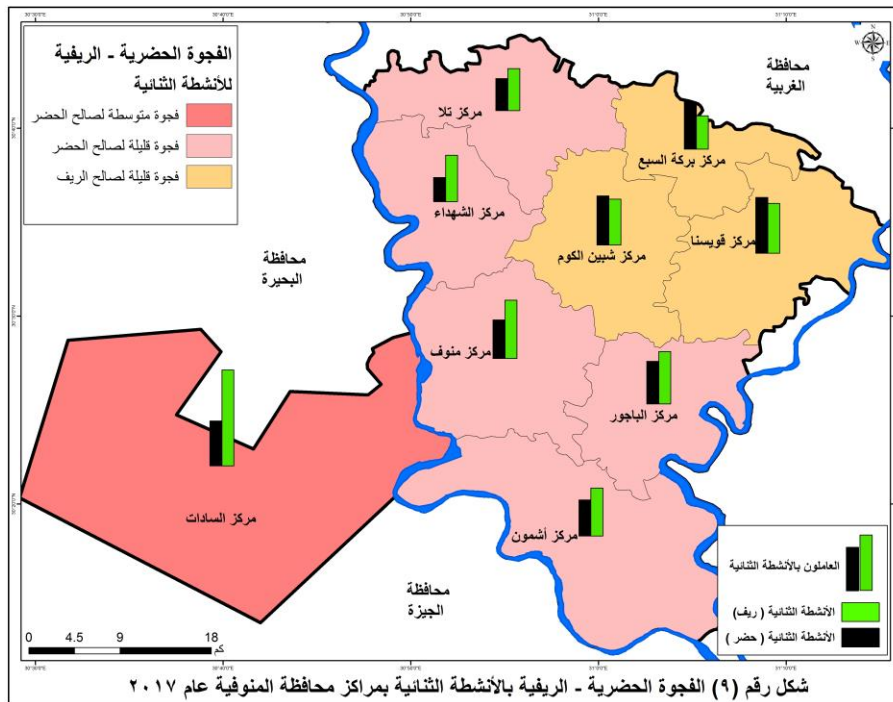 الفجوة الحضرية - الريفية
للأنشطة الثنائية
فجوة متوسطة لصالح الحضر
فجوة قليلة لصالح الحضر
فجوة قليلة لصالح الريف
محافظة
الغربية
N
W
E
S
مركز تلا
مركز بركة السبع
مركز الشهداء
مركز شبين الكوم
مركز قويسنا
محافظة
البحيرة
مركز منوف
مركز الباجور
مركز السادات
مركز أشمون
محافظة
الجيزة
العاملون بالأنشطة الثنائية
الأنشطة الثنائية ( ريف)
الأنشطة الثنائية ( حضر )
0 4.5 9 18
كم
شكل رقم (٩) الفجوة الحضرية - الريفية بالأنشطة الثنائية بمراكز محافظة المنوفية عام ٢٠١٧